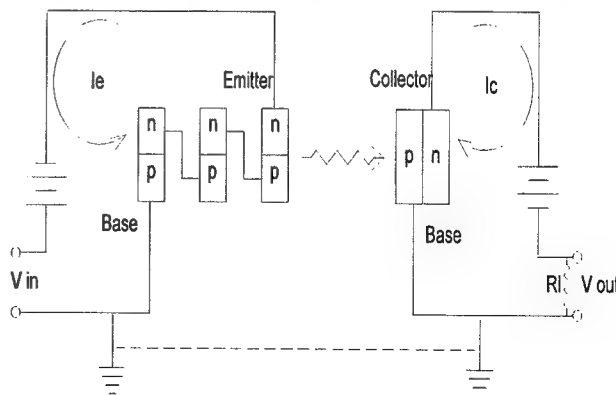 Ie
Emitter
Collector
Ic
n
n
n
p
n
p
p
p
Base
Base
V in
Rl
V out